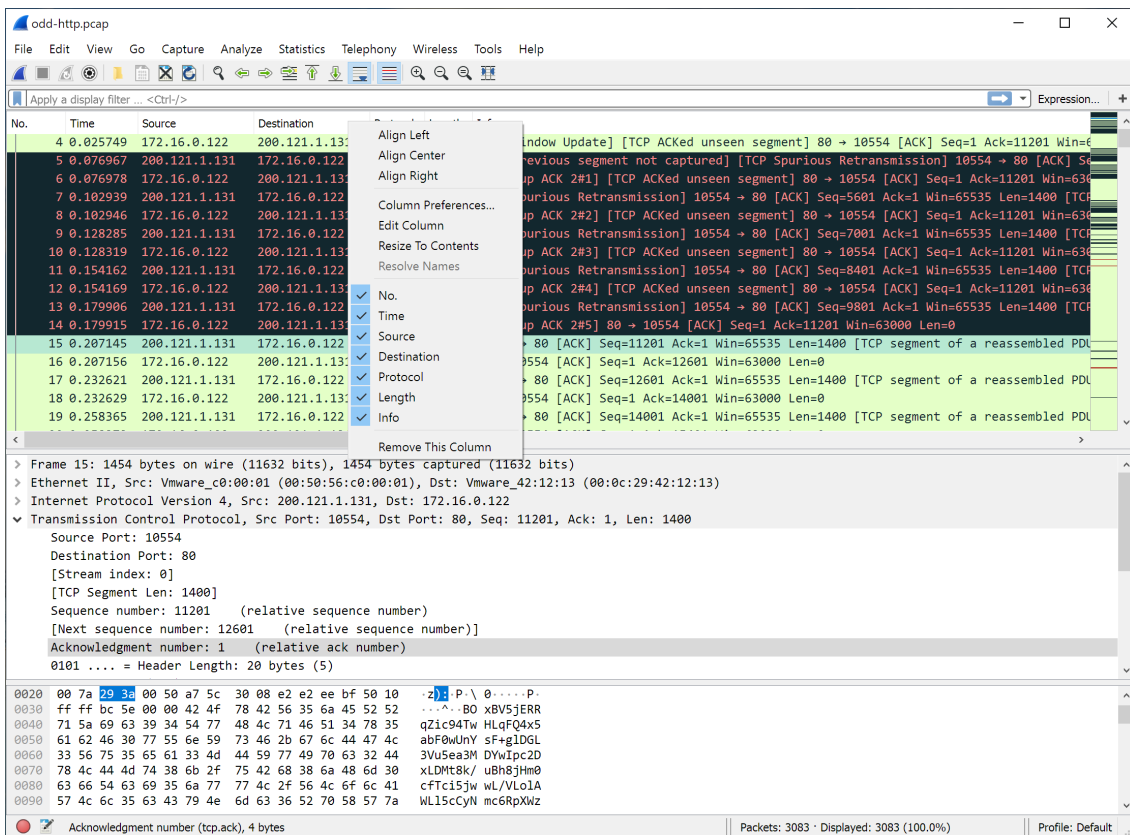 odd-http.pcap
File Edit View Go Capture Analyze Statistics Telephony Wireless Tools Help
Apply a display filter ... <Ctrl-/>
Expression... +
No. Time Source Destination
4 0.025749 172.16.0.122 200.121.1.131 indow Update] [TCP ACKed unseen segment] 80 → 10554 [ACK] Seq=1 Ack=11201 Win=6
5 0.076967 200.121.1.131 172.16.0.122 revious segment not captured] [TCP Spurious Retransmission] 10554 → 80 [ACK] Se
6 0.076978 172.16.0.122 200.121.1.131 up ACK 2#1] [TCP ACKed unseen segment] 80 → 10554 [ACK] Seq=1 Ack=11201 Win=630
7 0.102939 200.121.1.131 172.16.0.122 purious Retransmission] 10554 → 80 [ACK] Seq=5601 Ack=1 Win=65535 Len=1400 [TCP
8 0.102946 172.16.0.122 200.121.1.131 up ACK 2#2] [TCP ACKed unseen segment] 80 → 10554 [ACK] Seq=1 Ack=11201 Win=630
9 0.128285 200.121.1.131 172.16.0.122 purious Retransmission] 10554 → 80 [ACK] Seq=7001 Ack=1 Win=65535 Len=1400 [TCP
10 0.128319 172.16.0.122 200.121.1.131 up ACK 2#3] [TCP ACKed unseen segment] 80 → 10554 [ACK] Seq=1 Ack=11201 Win=630
11 0.154162 200.121.1.131 172.16.0.122 purious Retransmission] 10554 → 80 [ACK] Seq=8401 Ack=1 Win=65535 Len=1400 [TCP
12 0.154169 172.16.0.122 200.121.1.131 up ACK 2#4] [TCP ACKed unseen segment] 80 → 10554 [ACK] Seq=1 Ack=11201 Win=630
13 0.179906 200.121.1.131 172.16.0.122 purious Retransmission] 10554 → 80 [ACK] Seq=9801 Ack=1 Win=65535 Len=1400 [TCP
14 0.179915 172.16.0.122 200.121.1.131 up ACK 2#5] 80 → 10554 [ACK] Seq=1 Ack=11201 Win=63000 Len=0
15 0.207145 200.121.1.131 172.16.0.122 → 80 [ACK] Seq=11201 Ack=1 Win=65535 Len=1400 [TCP segment of a reassembled PDU
16 0.207156 172.16.0.122 200.121.1.131 0554 [ACK] Seq=1 Ack=12601 Win=63000 Len=0
17 0.232621 200.121.1.131 172.16.0.122 → 80 [ACK] Seq=12601 Ack=1 Win=65535 Len=1400 [TCP segment of a reassembled PDU
18 0.232629 172.16.0.122 200.121.1.131 0554 [ACK] Seq=1 Ack=14001 Win=63000 Len=0
19 0.258365 200.121.1.131 172.16.0.122 → 80 [ACK] Seq=14001 Ack=1 Win=65535 Len=1400 [TCP segment of a reassembled PDU
Align Left
Align Center
Align Right
Column Preferences...
Edit Column
Resize To Contents
Resolve Names
No.
Time
Source
Destination
Protocol
Length
Info
Remove This Column
Frame 15: 1454 bytes on wire (11632 bits), 1454 bytes captured (11632 bits)
Ethernet II, Src: Vmware_c0:00:01 (00:50:56:c0:00:01), Dst: Vmware_42:12:13 (00:0c:29:42:12:13)
Internet Protocol Version 4, Src: 200.121.1.131, Dst: 172.16.0.122
Transmission Control Protocol, Src Port: 10554, Dst Port: 80, Seq: 11201, Ack: 1, Len: 1400
Source Port: 10554
Destination Port: 80
[Stream index: 0]
[TCP Segment Len: 1400]
Sequence number: 11201 (relative sequence number)
[Next sequence number: 12601 (relative sequence number)]
Acknowledgment number: 1 (relative ack number)
0101 .... = Header Length: 20 bytes (5)
0020 00 7a 29 3a 00 50 a7 5c 30 08 e2 e2 ee bf 50 10 ·z):·P·\ 0·····P·
0030 ff ff bc 5e 00 00 42 4f 78 42 56 35 6a 45 52 52 ···^··BO xBV5jERR
0040 71 5a 69 63 39 34 54 77 48 4c 71 46 51 34 78 35 qZic94Tw HLqFQ4x5
0050 61 62 46 30 77 55 6e 59 73 46 2b 67 6c 44 47 4c abF0wUnY sF+glDGL
0060 33 56 75 35 65 61 33 4d 44 59 77 49 70 63 32 44 3Vu5ea3M DYwIpc2D
0070 78 4c 44 4d 74 38 6b 2f 75 42 68 38 6a 48 6d 30 xLDMt8k/ uBh8jHm0
0080 63 66 54 63 69 35 6a 77 77 4c 2f 56 4c 6f 6c 41 cfTci5jw wL/VLolA
0090 57 4c 6c 35 63 43 79 4e 6d 63 36 52 70 58 57 7a WLl5cCyN mc6RpXWz
Acknowledgment number (tcp.ack), 4 bytes
Packets: 3083 · Displayed: 3083 (100.0%)
Profile: Default